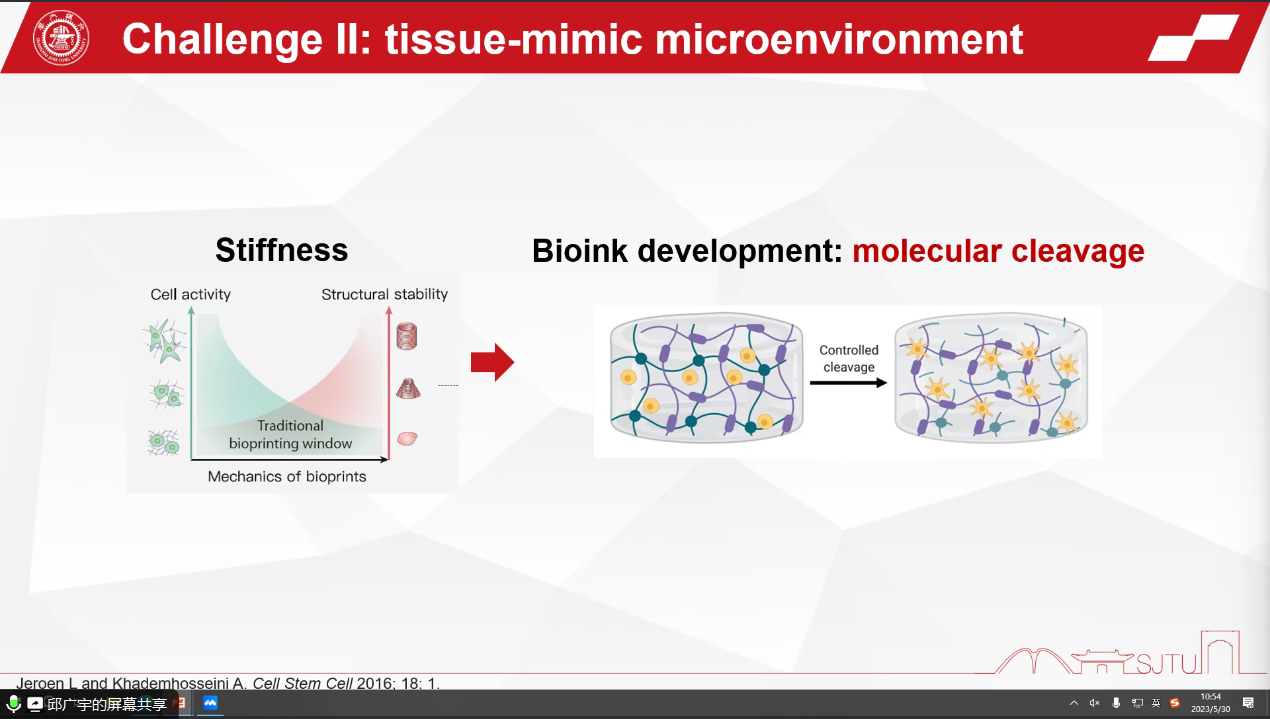 Challenge II: tissue-mimic microenvironment
Stiffness
Bioink development: molecular cleavage
Cell activity
Structural stability
Traditional
bioprinting window
Mechanics of bioprints
Controlled
cleavage
SJTU
Jeroen L and Khademhosseini A. Cell Stem Cell 2016; 18: 1.
邱广宇的屏幕共享
英
10:54
2023/5/30